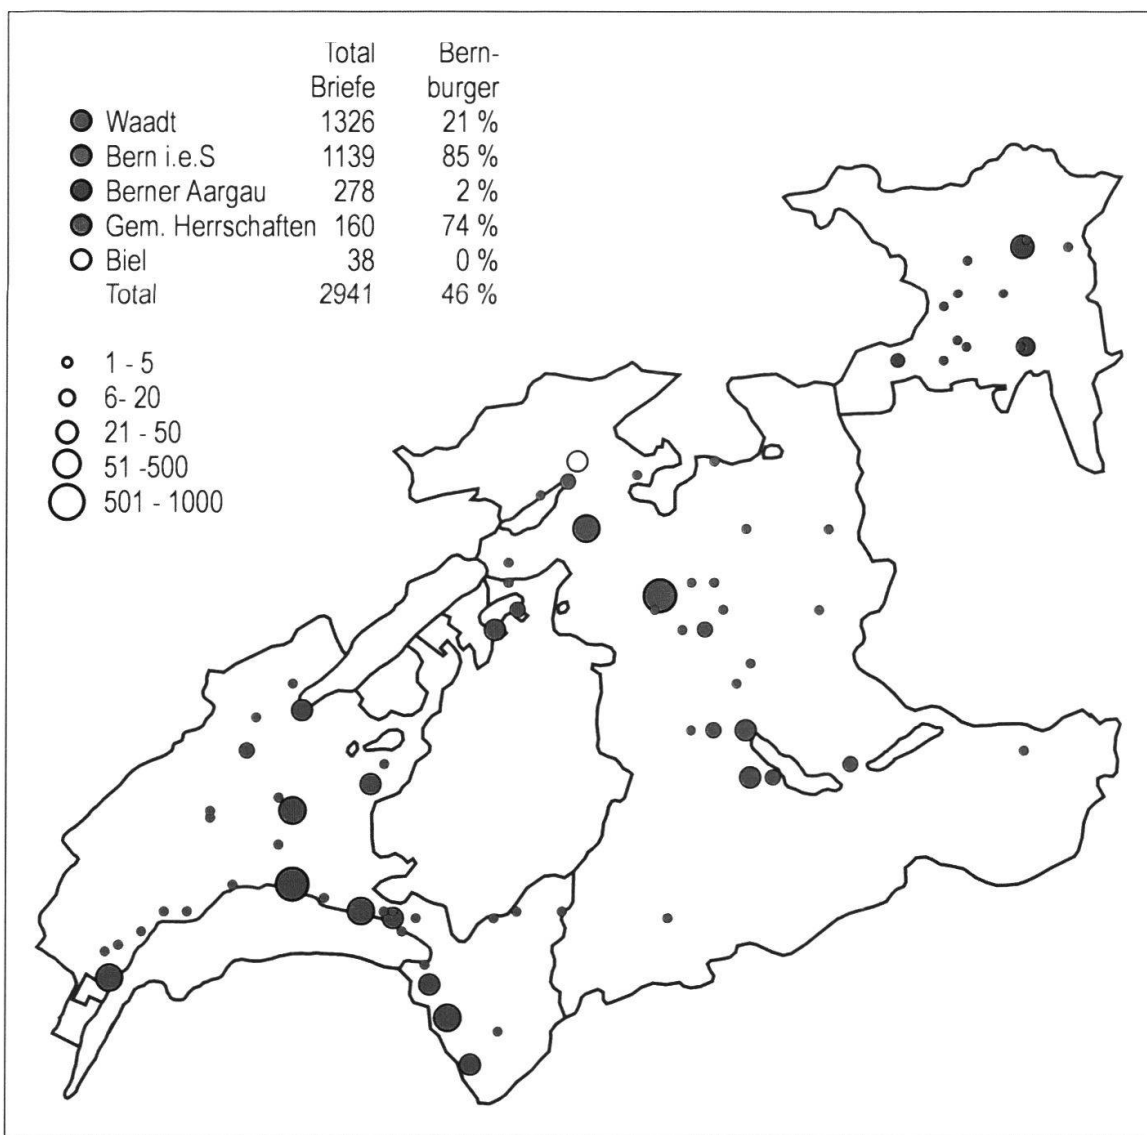 Total Bern-
Briefe burger
Waadt 1326 21 %
Bern i.e.S 1139 85 %
Berner Aargau 278 2 %
Gem. Herrschaften 160 74 %
Biel 38 0 %
Total 2941 46 %
1 - 5
6- 20
21 - 50
51 -500
501 - 1000